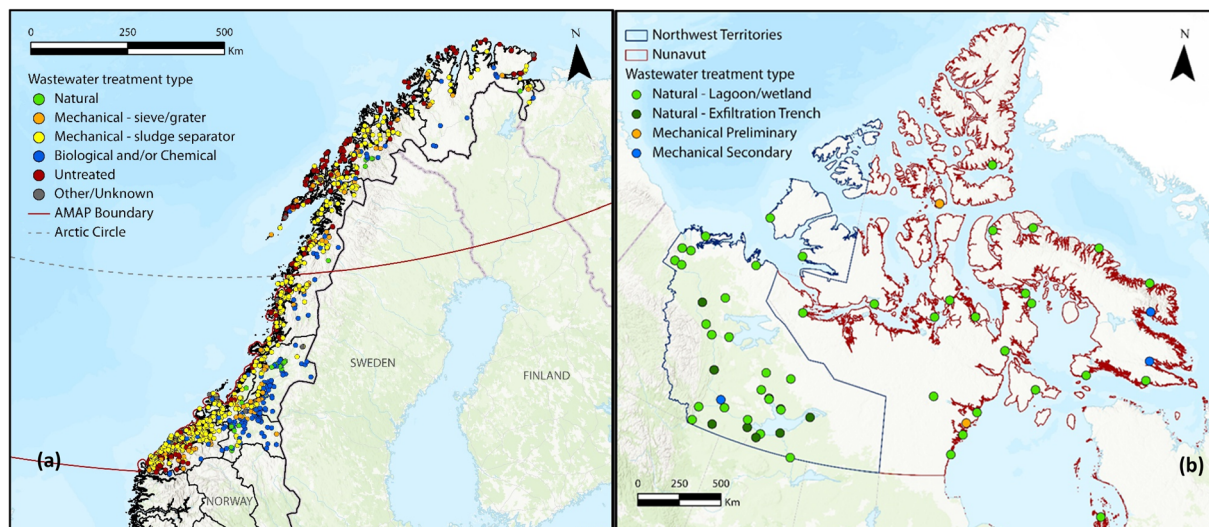 0 250 500
Km
N
Wastewater treatment type
Natural
Mechanical - sieve/grater
Mechanical - sludge separator
Biological and/or Chemical
Untreated
Other/Unknown
AMAP Boundary
Arctic Circle
SWEDEN
FINLAND
(a)
NORWAY
Northwest Territories
Nunavut
N
Wastewater treatment type
Natural - Lagoon/wetland
Natural - Exfiltration Trench
Mechanical Preliminary
Mechanical Secondary
(b)
0 250 500
Km